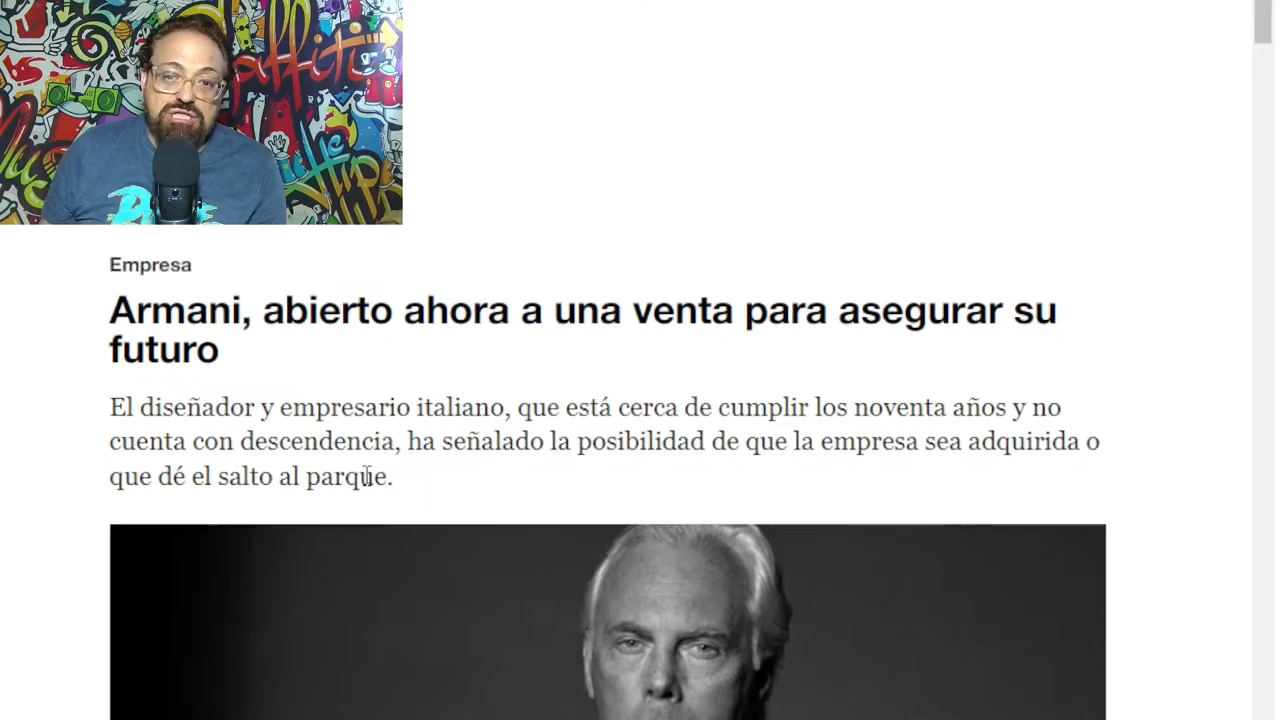 Graffiti
Empresa
Armani, abierto ahora a una venta para asegurar su
futuro
El diseñador y empresario italiano, que está cerca de cumplir los noventa años y no
cuenta con descendencia, ha señalado la posibilidad de que la empresa sea adquirida o
que dé el salto al parque.